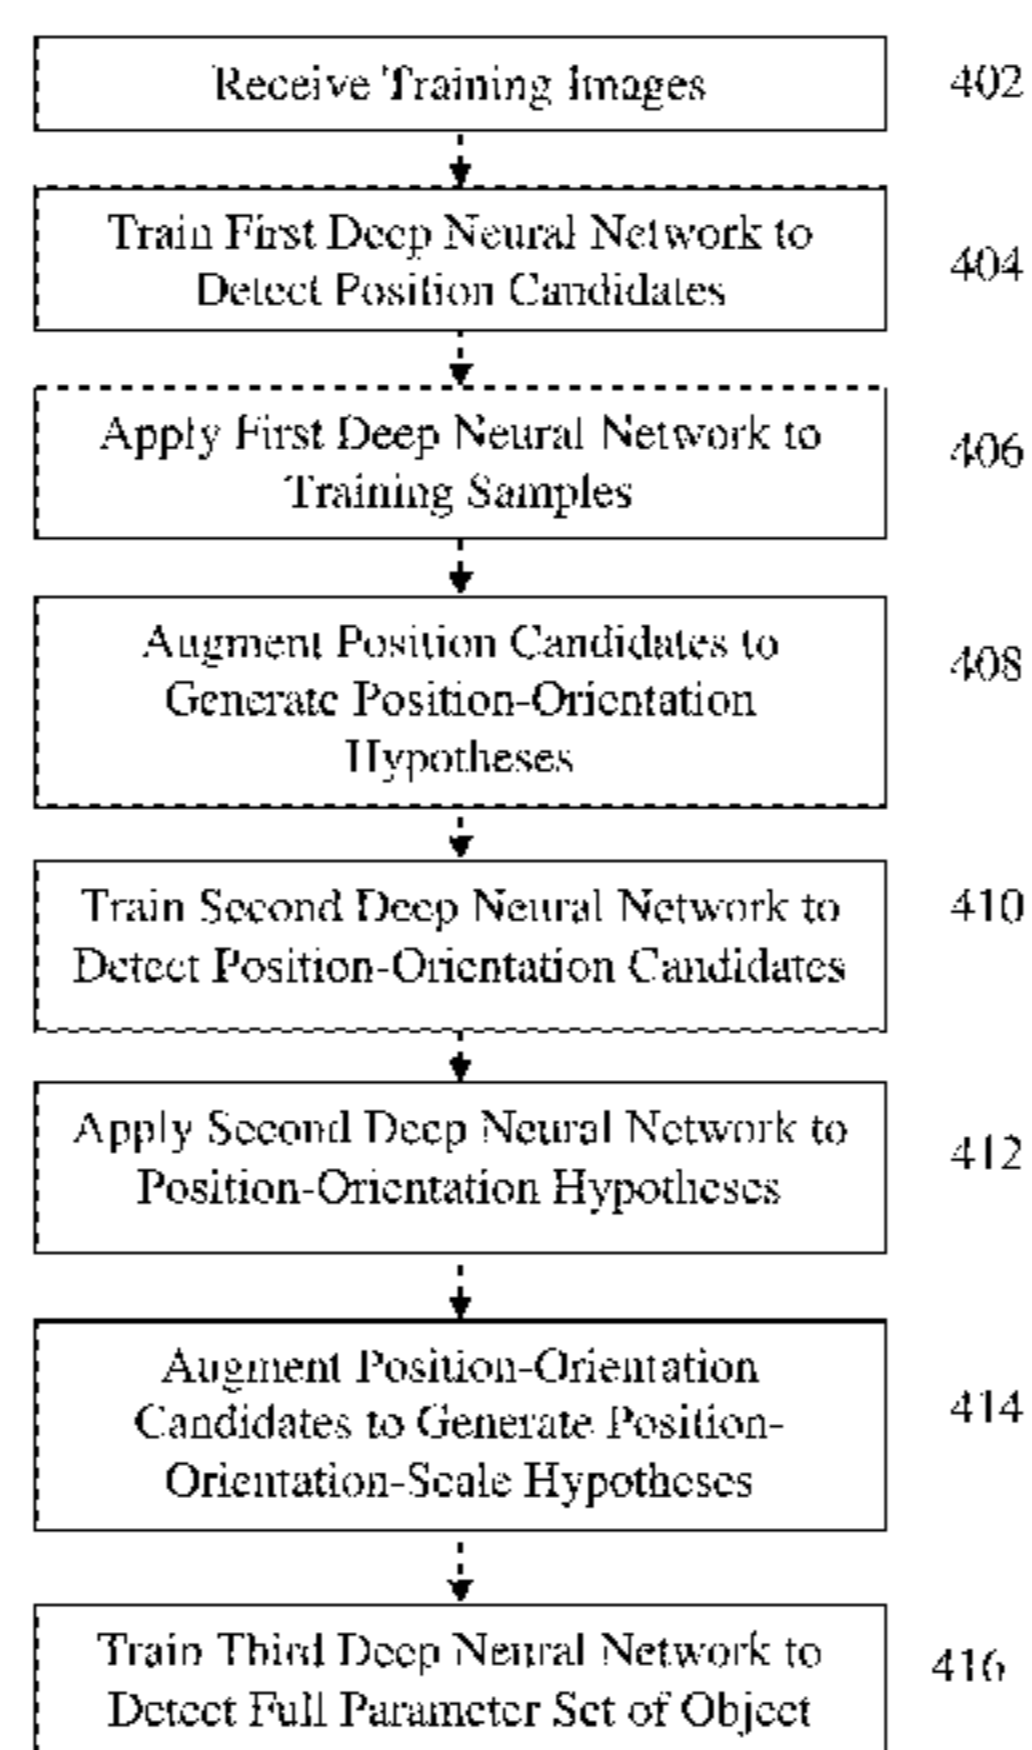 Receive Training Images
402
Train First Deep Neural Network to
Detect Position Candidates
404
Apply First Deep Neural Network to
Training Samples
406
Augment Position Candidates to
Generate Position-Orientation
Hypotheses
408
Train Second Deep Neural Network to
Detect Position-Orientation Candidates
410
Apply Second Deep Neural Network to
Position-Orientation Hypotheses
412
Augment Position-Orientation
Candidates to Generate Position-
Orientation-Scale Hypotheses
414
Train Third Deep Neural Network to
Detect Full Parameter Set of Object
416